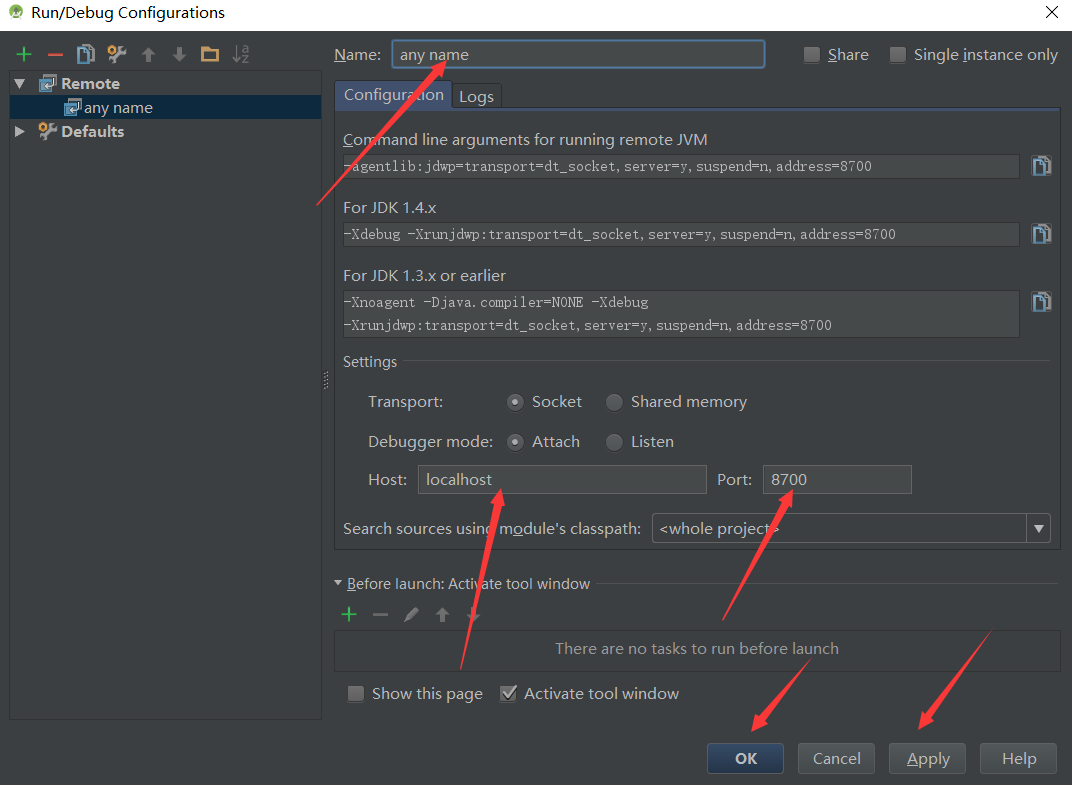 Run/Debug Configurations
Name: any name
Share
Single instance only
Remote
any name
Defaults
Configuration
Logs
Command line arguments for running remote JVM
-agentlib:jdwp=transport=dt_socket,server=y,suspend=n,address=8700
For JDK 1.4.x
-Xdebug -Xrunjdwp:transport=dt_socket,server=y,suspend=n,address=8700
For JDK 1.3.x or earlier
-Xnoagent -Djava.compiler=NONE -Xdebug
-Xrunjdwp:transport=dt_socket,server=y,suspend=n,address=8700
Settings
Transport: Socket Shared memory
Debugger mode: Attach Listen
Host: localhost Port: 8700
Search sources using module's classpath: <whole project>
Before launch: Activate tool window
There are no tasks to run before launch
Show this page Activate tool window
OK Cancel Apply Help